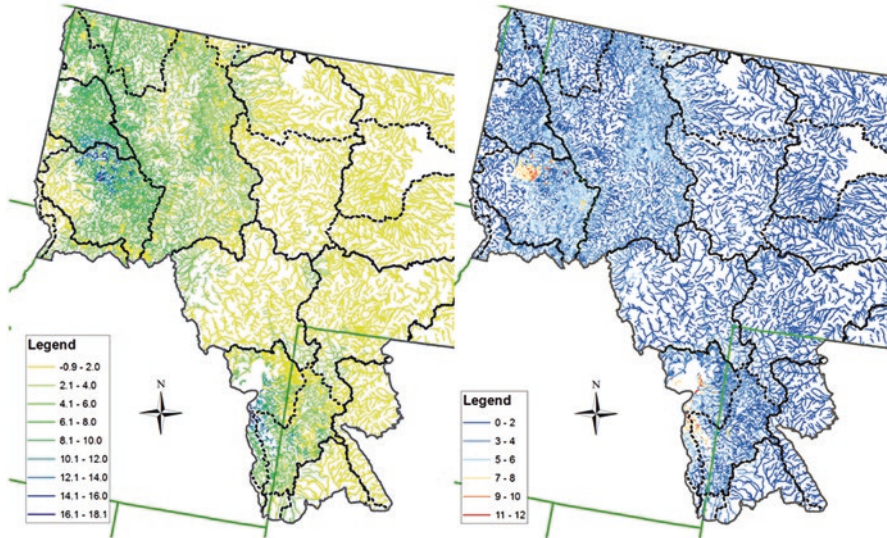 N
Legend
-0.9 - 2.0
2.1 - 4.0
4.1 - 6.0
6.1 - 8.0
8.1 - 10.0
10.1 - 12.0
12.1 - 14.0
14.1 - 16.0
16.1 - 18.1
N
Legend
0 - 2
3 - 4
5 - 6
7 - 8
9 - 10
11 - 12